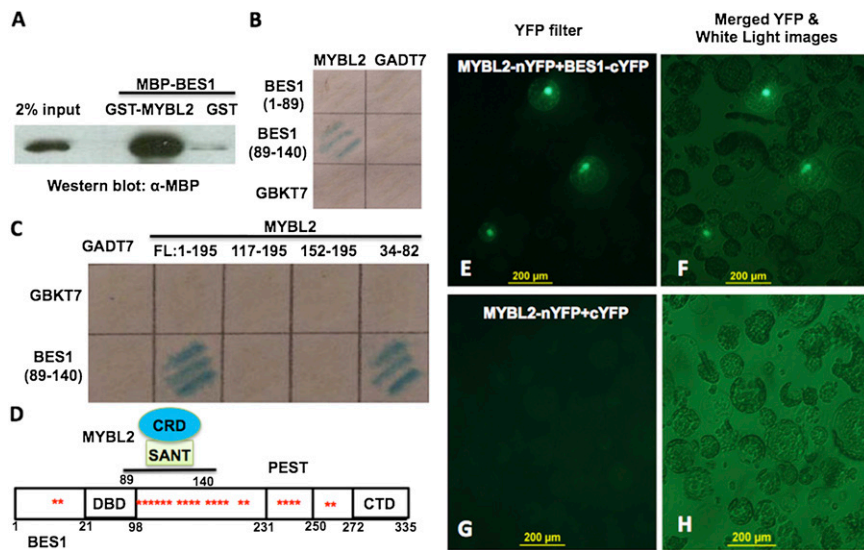 A
MBP-BES1
2% input GST-MYBL2 GST
Western blot: α-MBP
B
MYBL2 GADT7
BES1
(1-89)
BES1
(89-140)
GBKT7
C
MYBL2
GADT7 FL:1-195 117-195 152-195 34-82
GBKT7
BES1
(89-140)
D
CRD
MYBL2
SANT
89 140
PEST
** DBD ****** **** **** ** **** ** CTD
1 21 98 231 250 272 335
BES1
YFP filter
Merged YFP &
White Light images
MYBL2-nYFP+BES1-cYFP
E
200 µm
F
200 µm
MYBL2-nYFP+cYFP
G
200 µm
H
200 µm